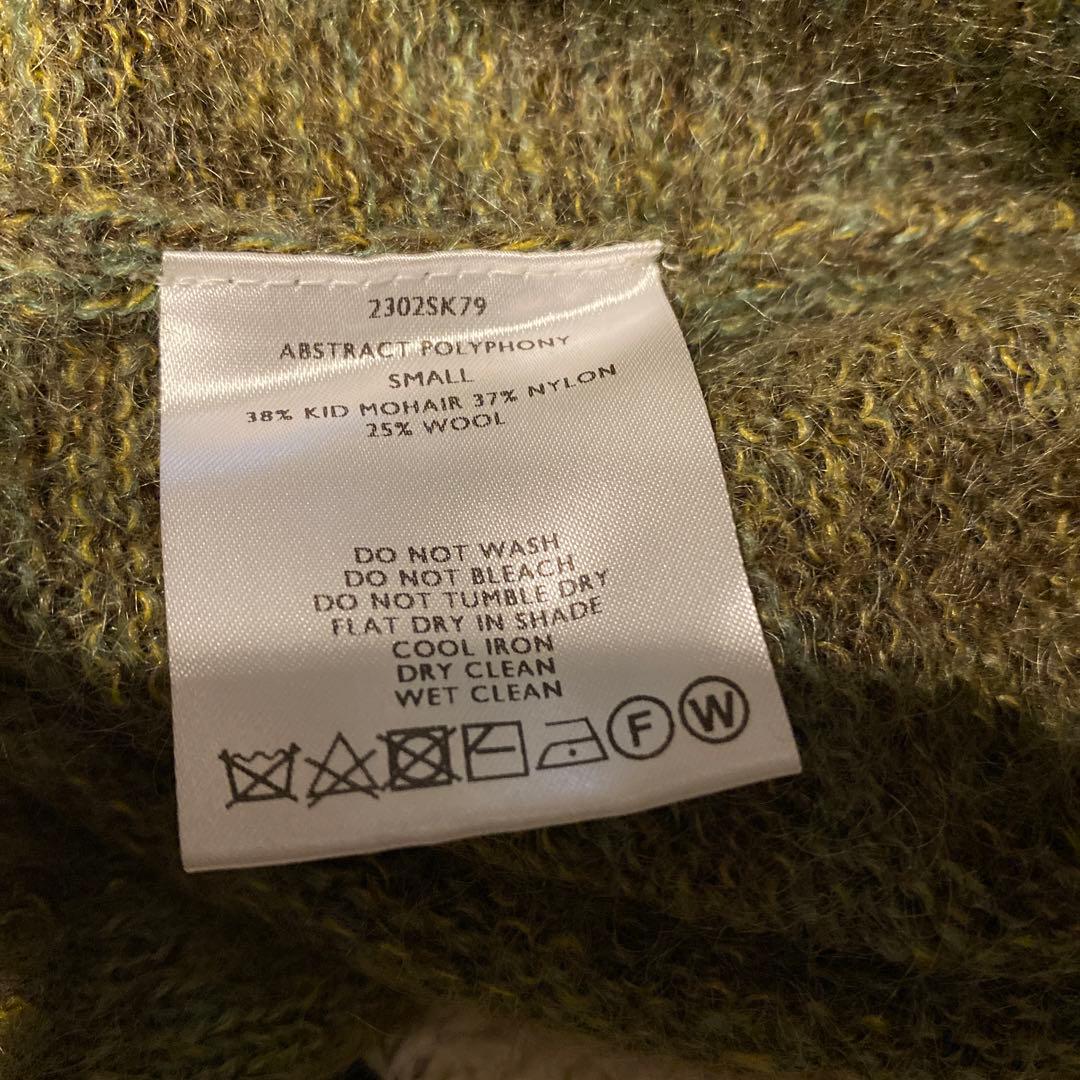 2302SK79
ABSTRACT POLYPHONY
SMALL
38% KID MOHAIR 37% NYLON
25% WOOL
DO NOT WASH
DO NOT BLEACH
DO NOT TUMBLE DRY
FLAT DRY IN SHADE
COOL IRON
DRY CLEAN
WET CLEAN
F W